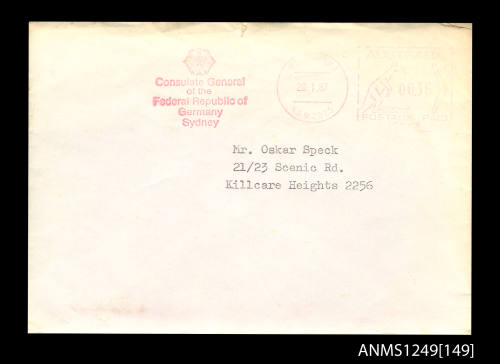 Consulate General
of the
Federal Republic of
Germany
Sydney
AUSTRALIA
POSTAGE PAID
Mr. Oskar Speck
21/23 Scenic Rd.
Killcare Heights 2256
ANMS1249[149]